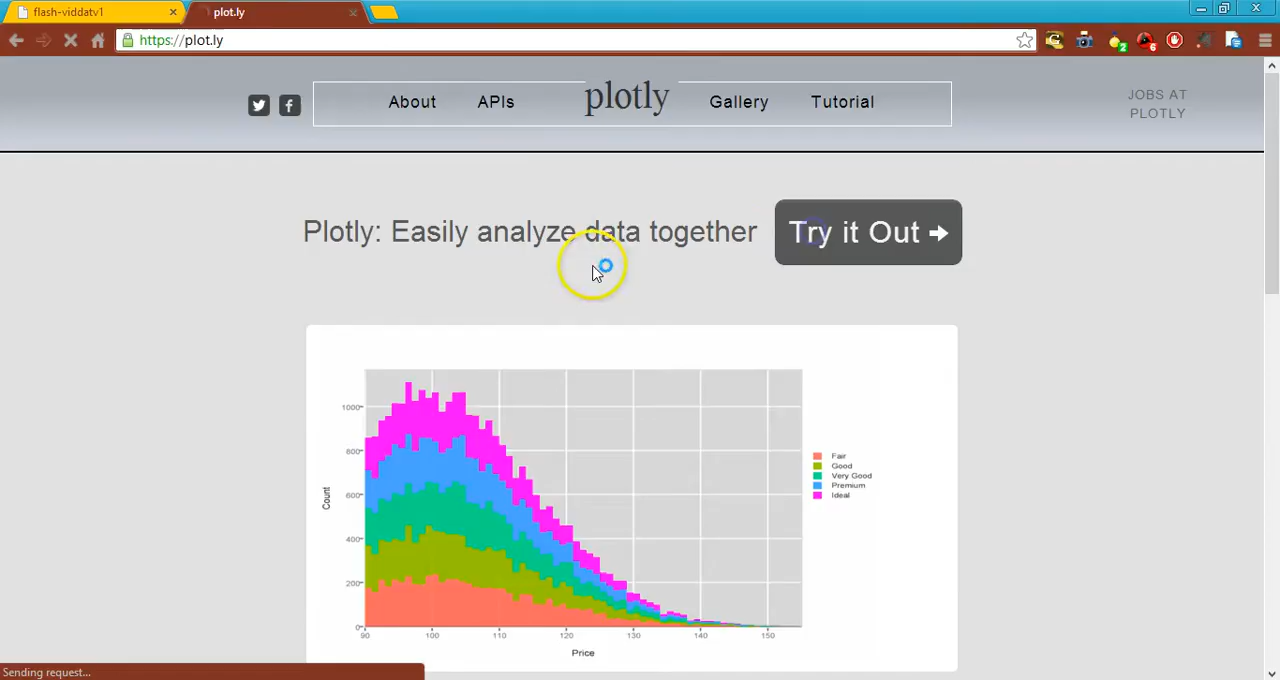 flash-viddatv1
plot.ly
https://plot.ly
2
6
About
APIs
plotly
Gallery
Tutorial
JOBS AT
PLOTLY
Plotly: Easily analyze data together
Try it Out
1000
800
600
400
200
0
Count
90
100
110
120
130
140
150
Price
Fair
Good
Very Good
Premium
Ideal
Sending request...